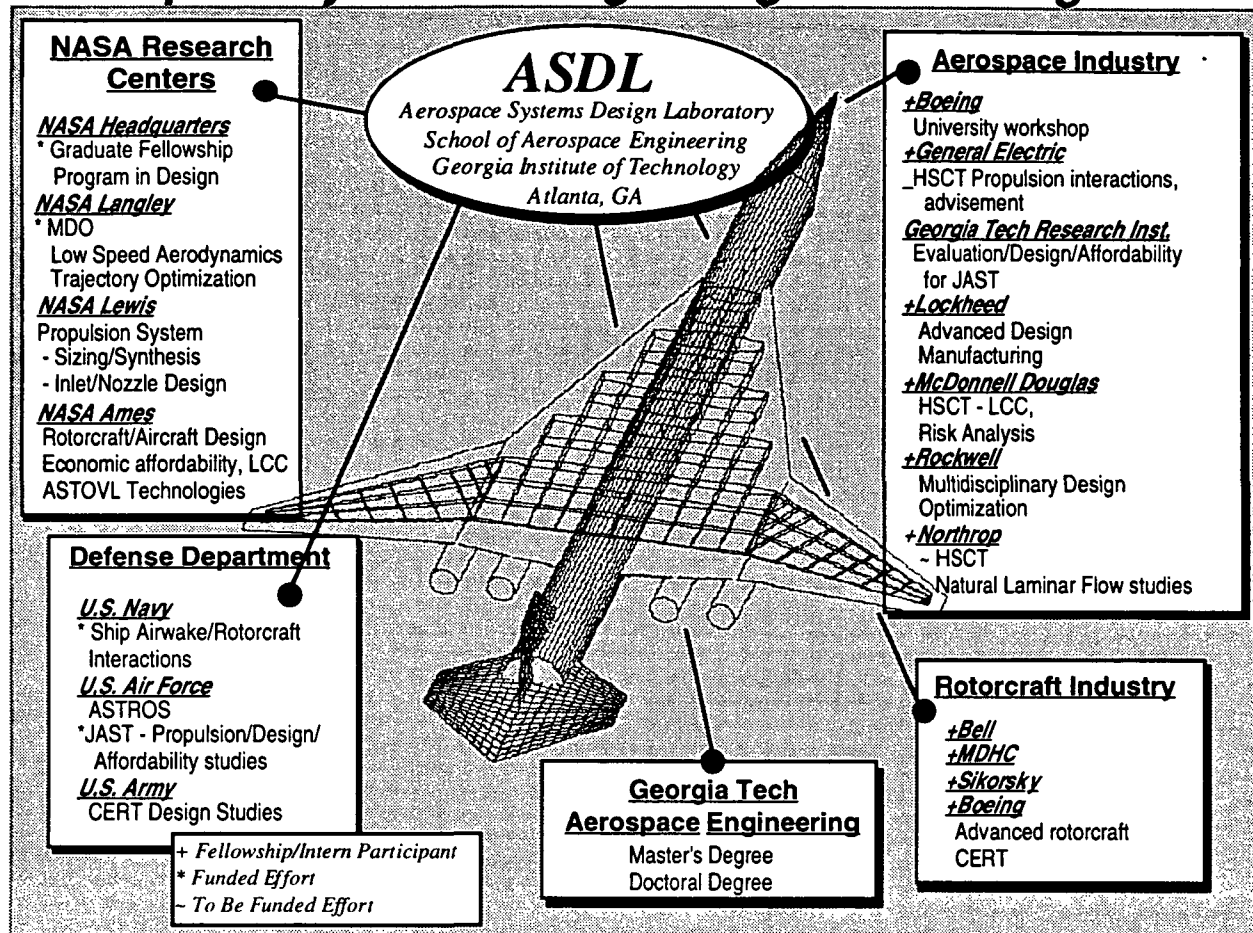 ASDL
Aerospace Systems Design Laboratory
School of Aerospace Engineering
Georgia Institute of Technology
Atlanta, GA
NASA Research
Centers
NASA Headquarters
* Graduate Fellowship
Program in Design
NASA Langley
* MDO
Low Speed Aerodynamics
Trajectory Optimization
NASA Lewis
Propulsion System
- Sizing/Synthesis
- Inlet/Nozzle Design
NASA Ames
Rotorcraft/Aircraft Design
Economic affordability, LCC
ASTOVL Technologies
Aerospace Industry
+Boeing
University workshop
+General Electric
_HSCT Propulsion interactions,
advisement
Georgia Tech Research Inst.
Evaluation/Design/Affordability
for JAST
+Lockheed
Advanced Design
Manufacturing
+McDonnell Douglas
HSCT - LCC,
Risk Analysis
+Rockwell
Multidisciplinary Design
Optimization
+Northrop
~ HSCT
Natural Laminar Flow studies
Defense Department
U.S. Navy
* Ship Airwake/Rotorcraft
Interactions
U.S. Air Force
ASTROS
*JAST - Propulsion/Design/
Affordability studies
U.S. Army
CERT Design Studies
+ Fellowship/Intern Participant
* Funded Effort
~ To Be Funded Effort
Georgia Tech
Aerospace Engineering
Master's Degree
Doctoral Degree
Rotorcraft Industry
+Bell
+MDHC
+Sikorsky
+Boeing
Advanced rotorcraft
CERT